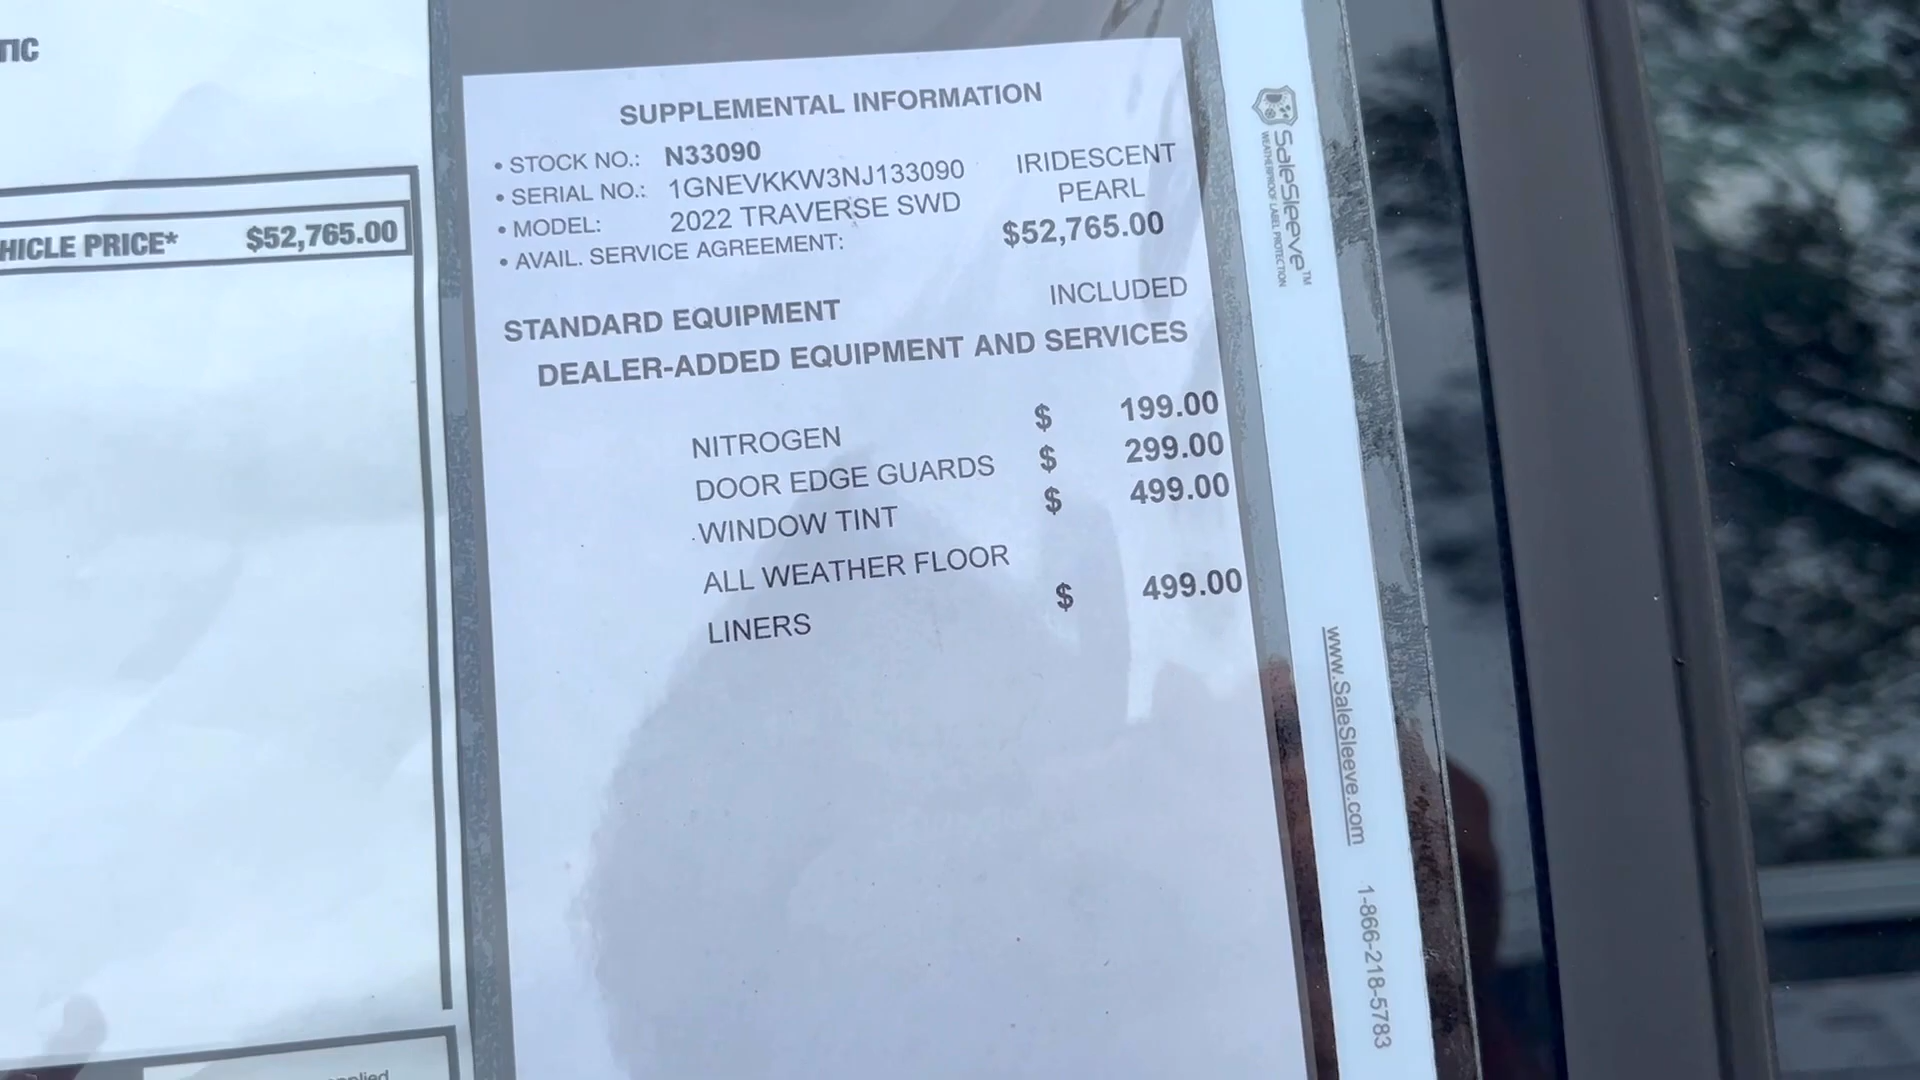 TIC
HICLE PRICE* $52,765.00
SUPPLEMENTAL INFORMATION
• STOCK NO.: N33090
• SERIAL NO.: 1GNEVKKW3NJ133090 IRIDESCENT
• MODEL: 2022 TRAVERSE SWD PEARL
• AVAIL. SERVICE AGREEMENT: $52,765.00
STANDARD EQUIPMENT INCLUDED
DEALER-ADDED EQUIPMENT AND SERVICES
NITROGEN $ 199.00
DOOR EDGE GUARDS $ 299.00
WINDOW TINT $ 499.00
ALL WEATHER FLOOR
LINERS $ 499.00
SaleSleeve™
WEATHERPROOF LABEL PROTECTION
www.SaleSleeve.com 1-866-218-5783